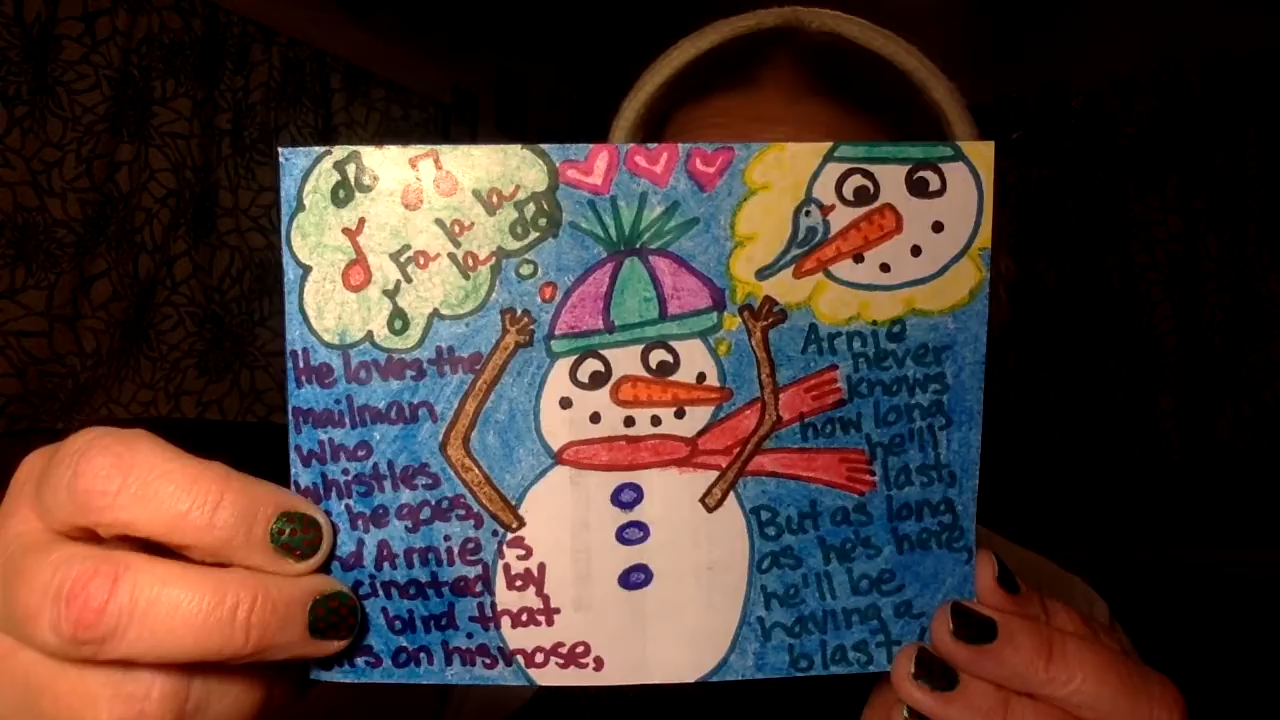 Fa la la
la
He loves the
mailman
who
whistles
he goes,
Arnie is
by
bird that
on his nose,
Arnie
never
knows
how long
he'll
last,
But as long
as he's here,
he'll be
having a
blast